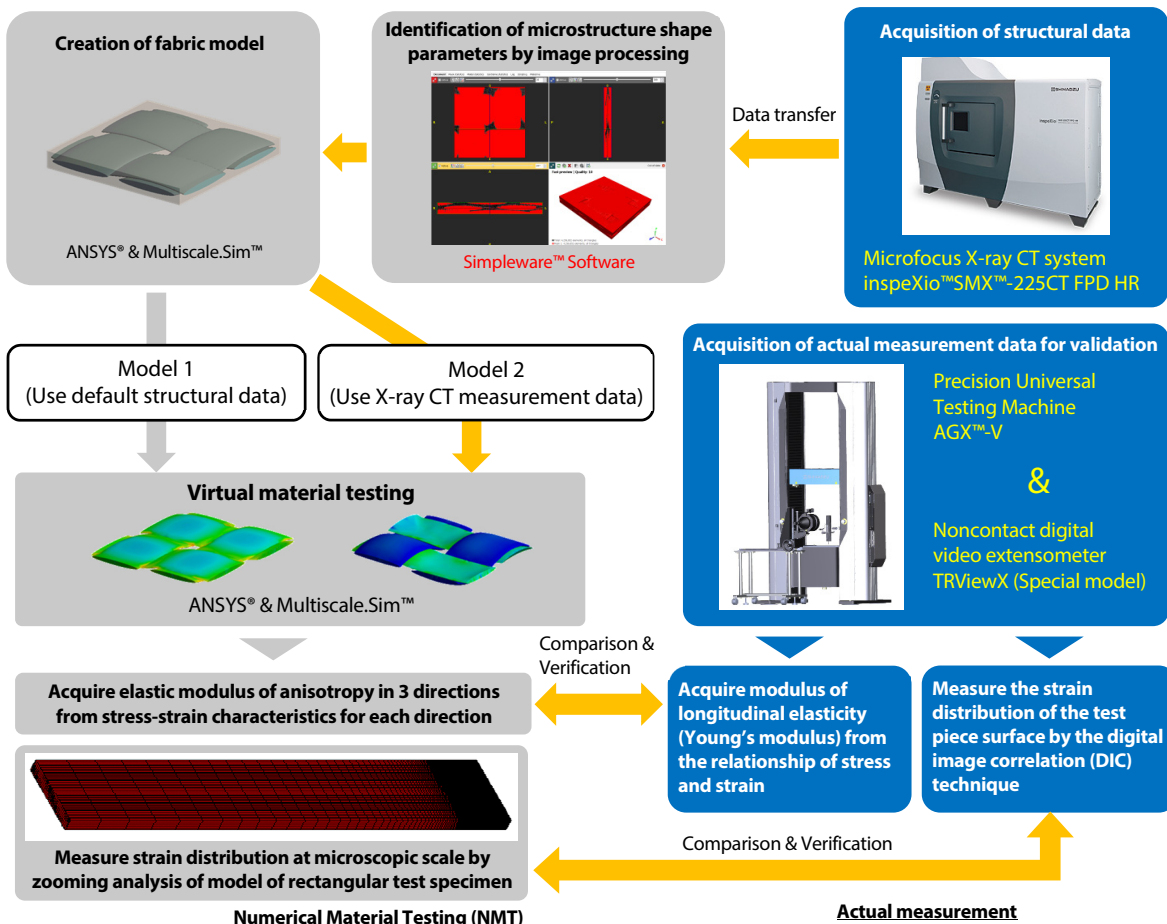 Creation of fabric model
ANSYS® & Multiscale.Sim™
Identification of microstructure shape
parameters by image processing
Simpleware™ Software
Data transfer
Acquisition of structural data
SHIMADZU
inspeXio
Microfocus X-ray CT system
inspeXio™SMX™-225CT FPD HR
Model 1
(Use default structural data)
Model 2
(Use X-ray CT measurement data)
Acquisition of actual measurement data for validation
Precision Universal
Testing Machine
AGX™-V
&
Noncontact digital
video extensometer
TRViewX (Special model)
Virtual material testing
ANSYS® & Multiscale.Sim™
Comparison &
Verification
Acquire elastic modulus of anisotropy in 3 directions
from stress-strain characteristics for each direction
Acquire modulus of
longitudinal elasticity
(Young's modulus) from
the relationship of stress
and strain
Measure the strain
distribution of the test
piece surface by the digital
image correlation (DIC)
technique
Measure strain distribution at microscopic scale by
zooming analysis of model of rectangular test specimen
Comparison & Verification
Numerical Material Testing (NMT)
Actual measurement